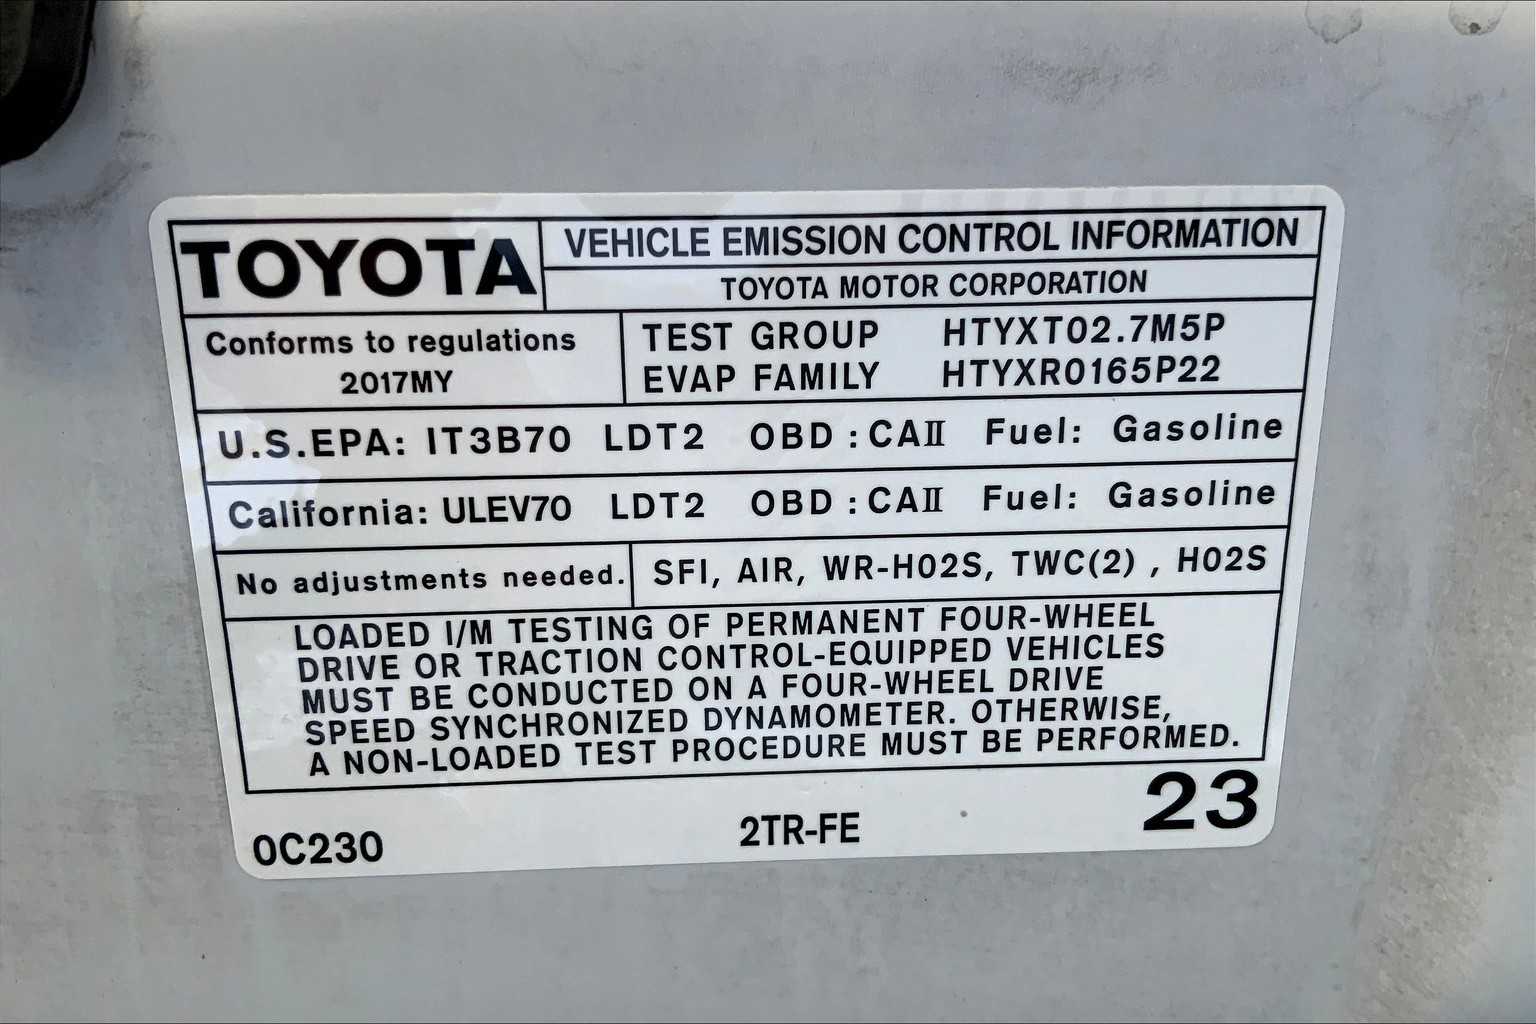 TOYOTA
VEHICLE EMISSION CONTROL INFORMATION
TOYOTA MOTOR CORPORATION
Conforms to regulations
2017MY
TEST GROUP HTYXT02.7M5P
EVAP FAMILY HTYXR0165P22
U.S.EPA: IT3B70 LDT2 OBD : CAⅡ Fuel: Gasoline
California: ULEV70 LDT2 OBD : CAⅡ Fuel: Gasoline
No adjustments needed.
SFI, AIR, WR-HO2S, TWC(2) , HO2S
LOADED I/M TESTING OF PERMANENT FOUR-WHEEL
DRIVE OR TRACTION CONTROL-EQUIPPED VEHICLES
MUST BE CONDUCTED ON A FOUR-WHEEL DRIVE
SPEED SYNCHRONIZED DYNAMOMETER. OTHERWISE,
A NON-LOADED TEST PROCEDURE MUST BE PERFORMED.
0C230
2TR-FE
23